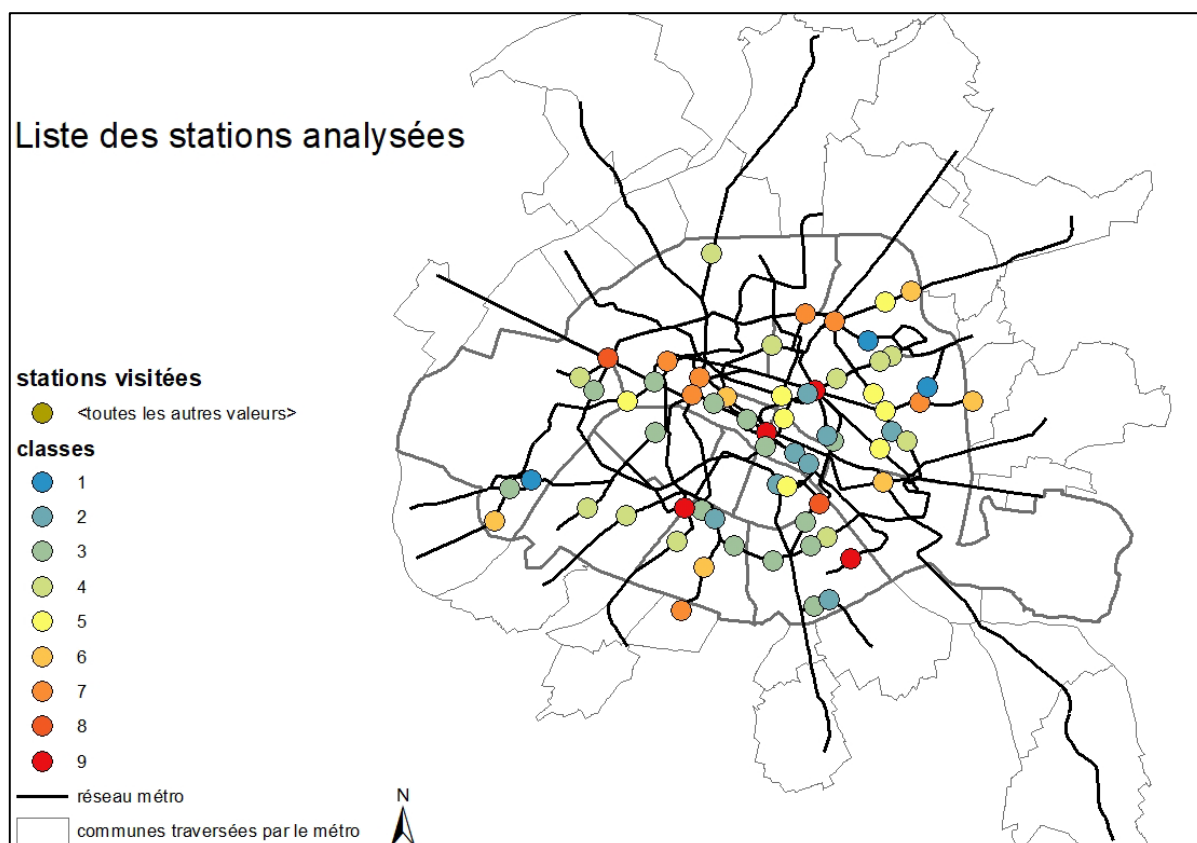 Liste des stations analysées
stations visitées
<toutes les autres valeurs>
classes
1
2
3
4
5
6
7
8
9
réseau métro
communes traversées par le métro
N